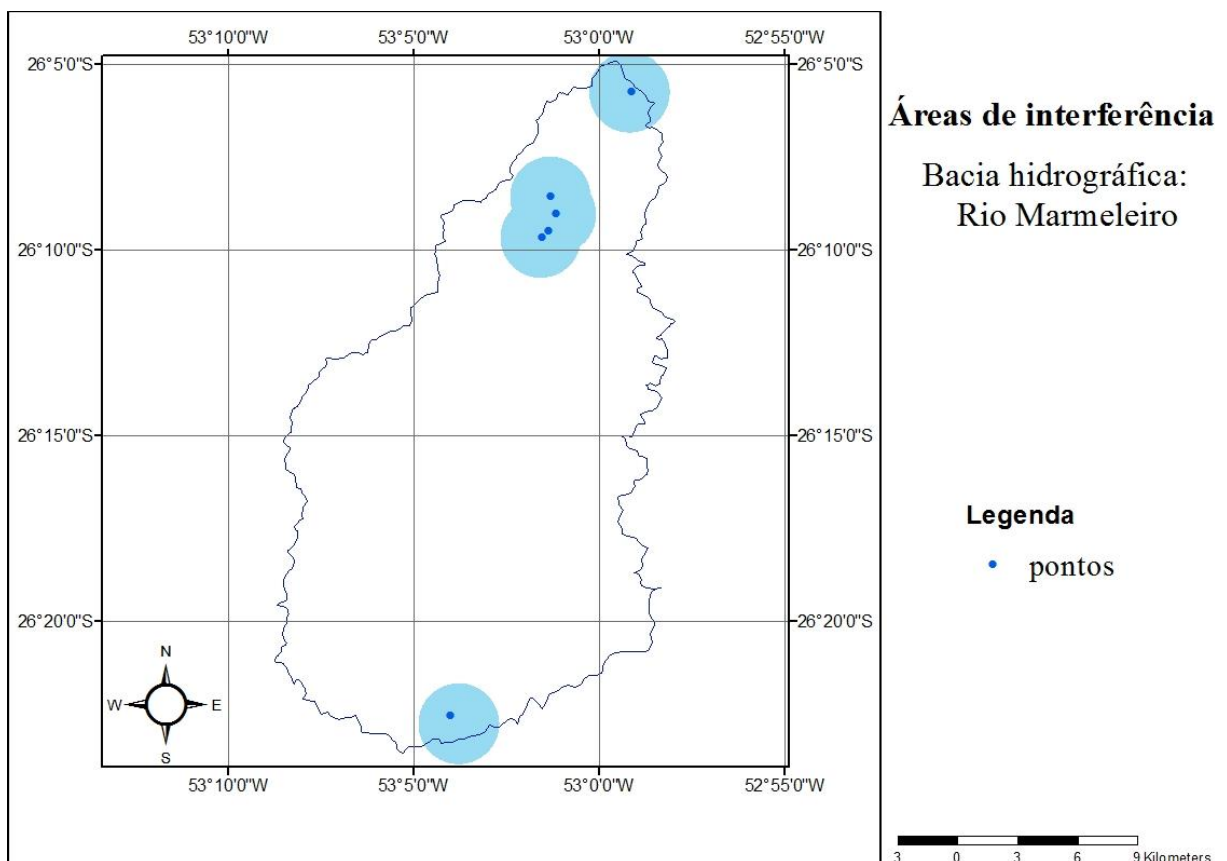 53°10'0"W 53°5'0"W 53°0'0"W 52°55'0"W
26°5'0"S 26°5'0"S
26°10'0"S 26°10'0"S
26°15'0"S 26°15'0"S
26°20'0"S 26°20'0"S
53°10'0"W 53°5'0"W 53°0'0"W 52°55'0"W
N
W E
S
Áreas de interferência
Bacia hidrográfica:
Rio Marmeleiro
Legenda
pontos
3 0 3 6 9 Kilometers